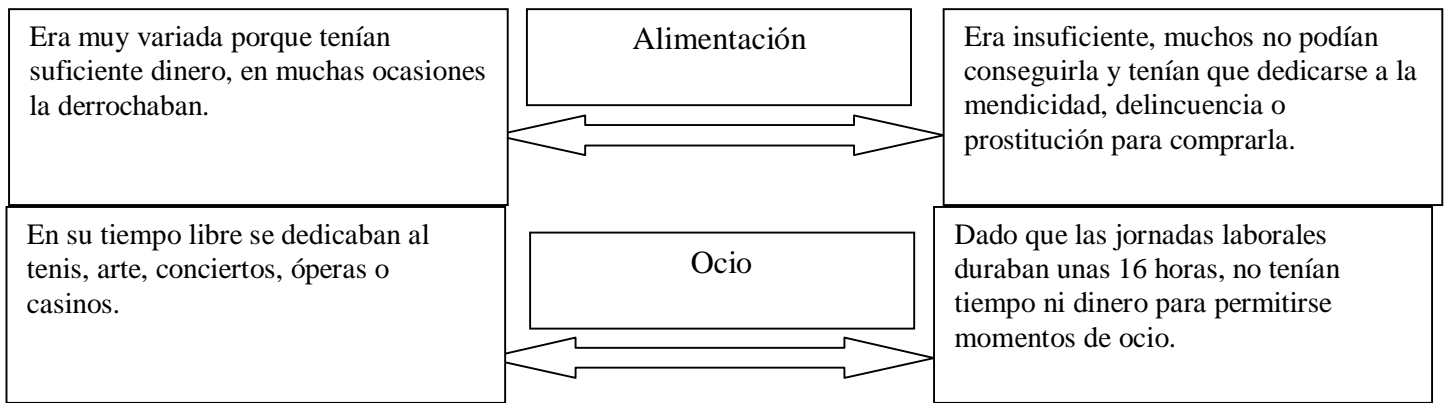 Era muy variada porque tenían
suficiente dinero, en muchas ocasiones
la derrochaban.
Alimentación
Era insuficiente, muchos no podían
conseguirla y tenían que dedicarse a la
mendicidad, delincuencia o
prostitución para comprarla.
En su tiempo libre se dedicaban al
tenis, arte, conciertos, óperas o
casinos.
Ocio
Dado que las jornadas laborales
duraban unas 16 horas, no tenían
tiempo ni dinero para permitirse
momentos de ocio.